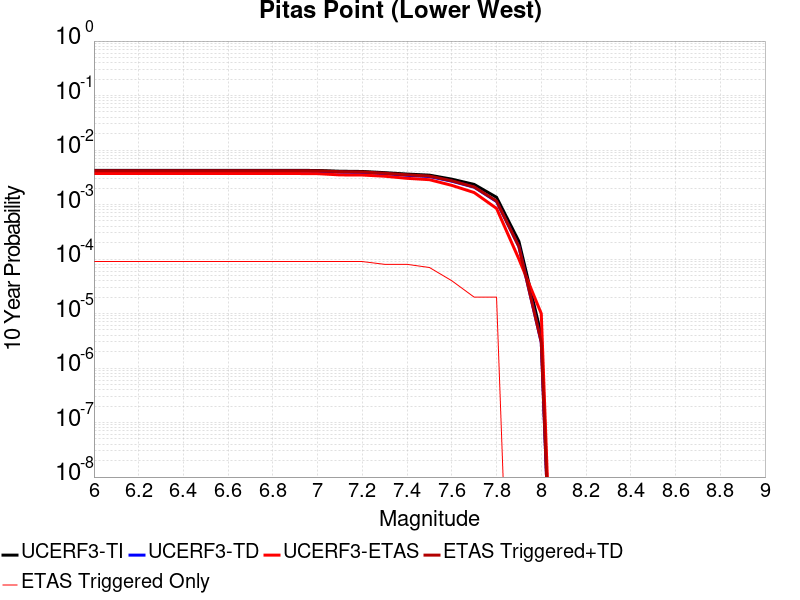 Pitas Point (Lower West)
10 0
10 -1
10 -2
10 -3
10 -4
10 -5
10 -6
10 -7
10 -8
10 Year Probability
6 6.2 6.4 6.6 6.8 7 7.2 7.4 7.6 7.8 8 8.2 8.4 8.6 8.8 9
Magnitude
UCERF3-TI UCERF3-TD UCERF3-ETAS ETAS Triggered+TD
ETAS Triggered Only